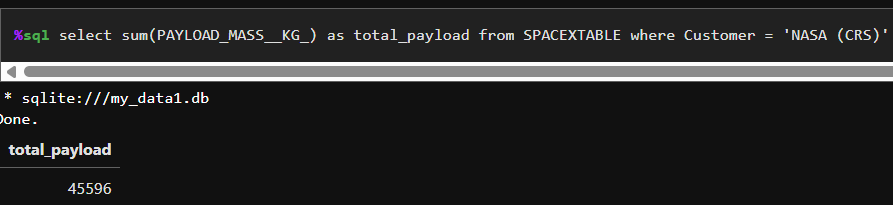 %sql select sum(PAYLOAD_MASS__KG_) as total_payload from SPACEXTABLE where Customer = 'NASA (CRS)'
* sqlite:///my_data1.db
Done.
total_payload
45596